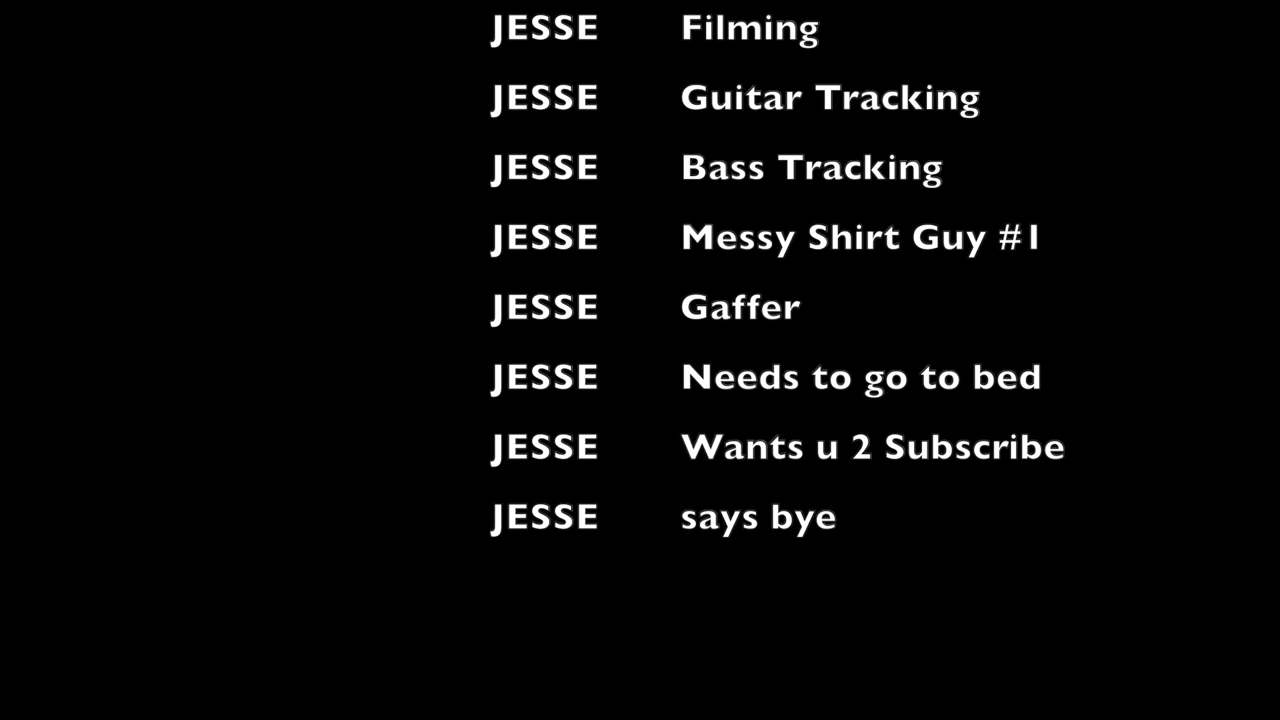 JESSE Filming
JESSE Guitar Tracking
JESSE Bass Tracking
JESSE Messy Shirt Guy #1
JESSE Gaffer
JESSE Needs to go to bed
JESSE Wants u 2 Subscribe
JESSE says bye